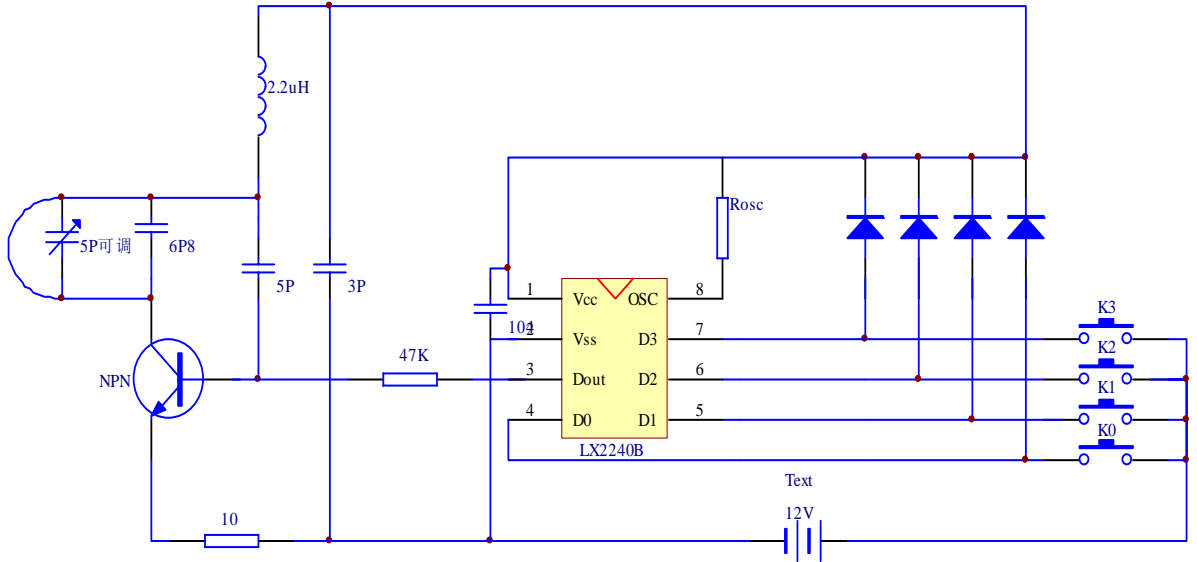 2.2uH
Rosc
5P可调
6P8
5P
3P
1
Vcc
OSC
8
104
2
Vss
D3
7
K3
NPN
47K
3
Dout
D2
6
K2
4
D0
D1
5
K1
LX2240B
K0
Text
12V
10